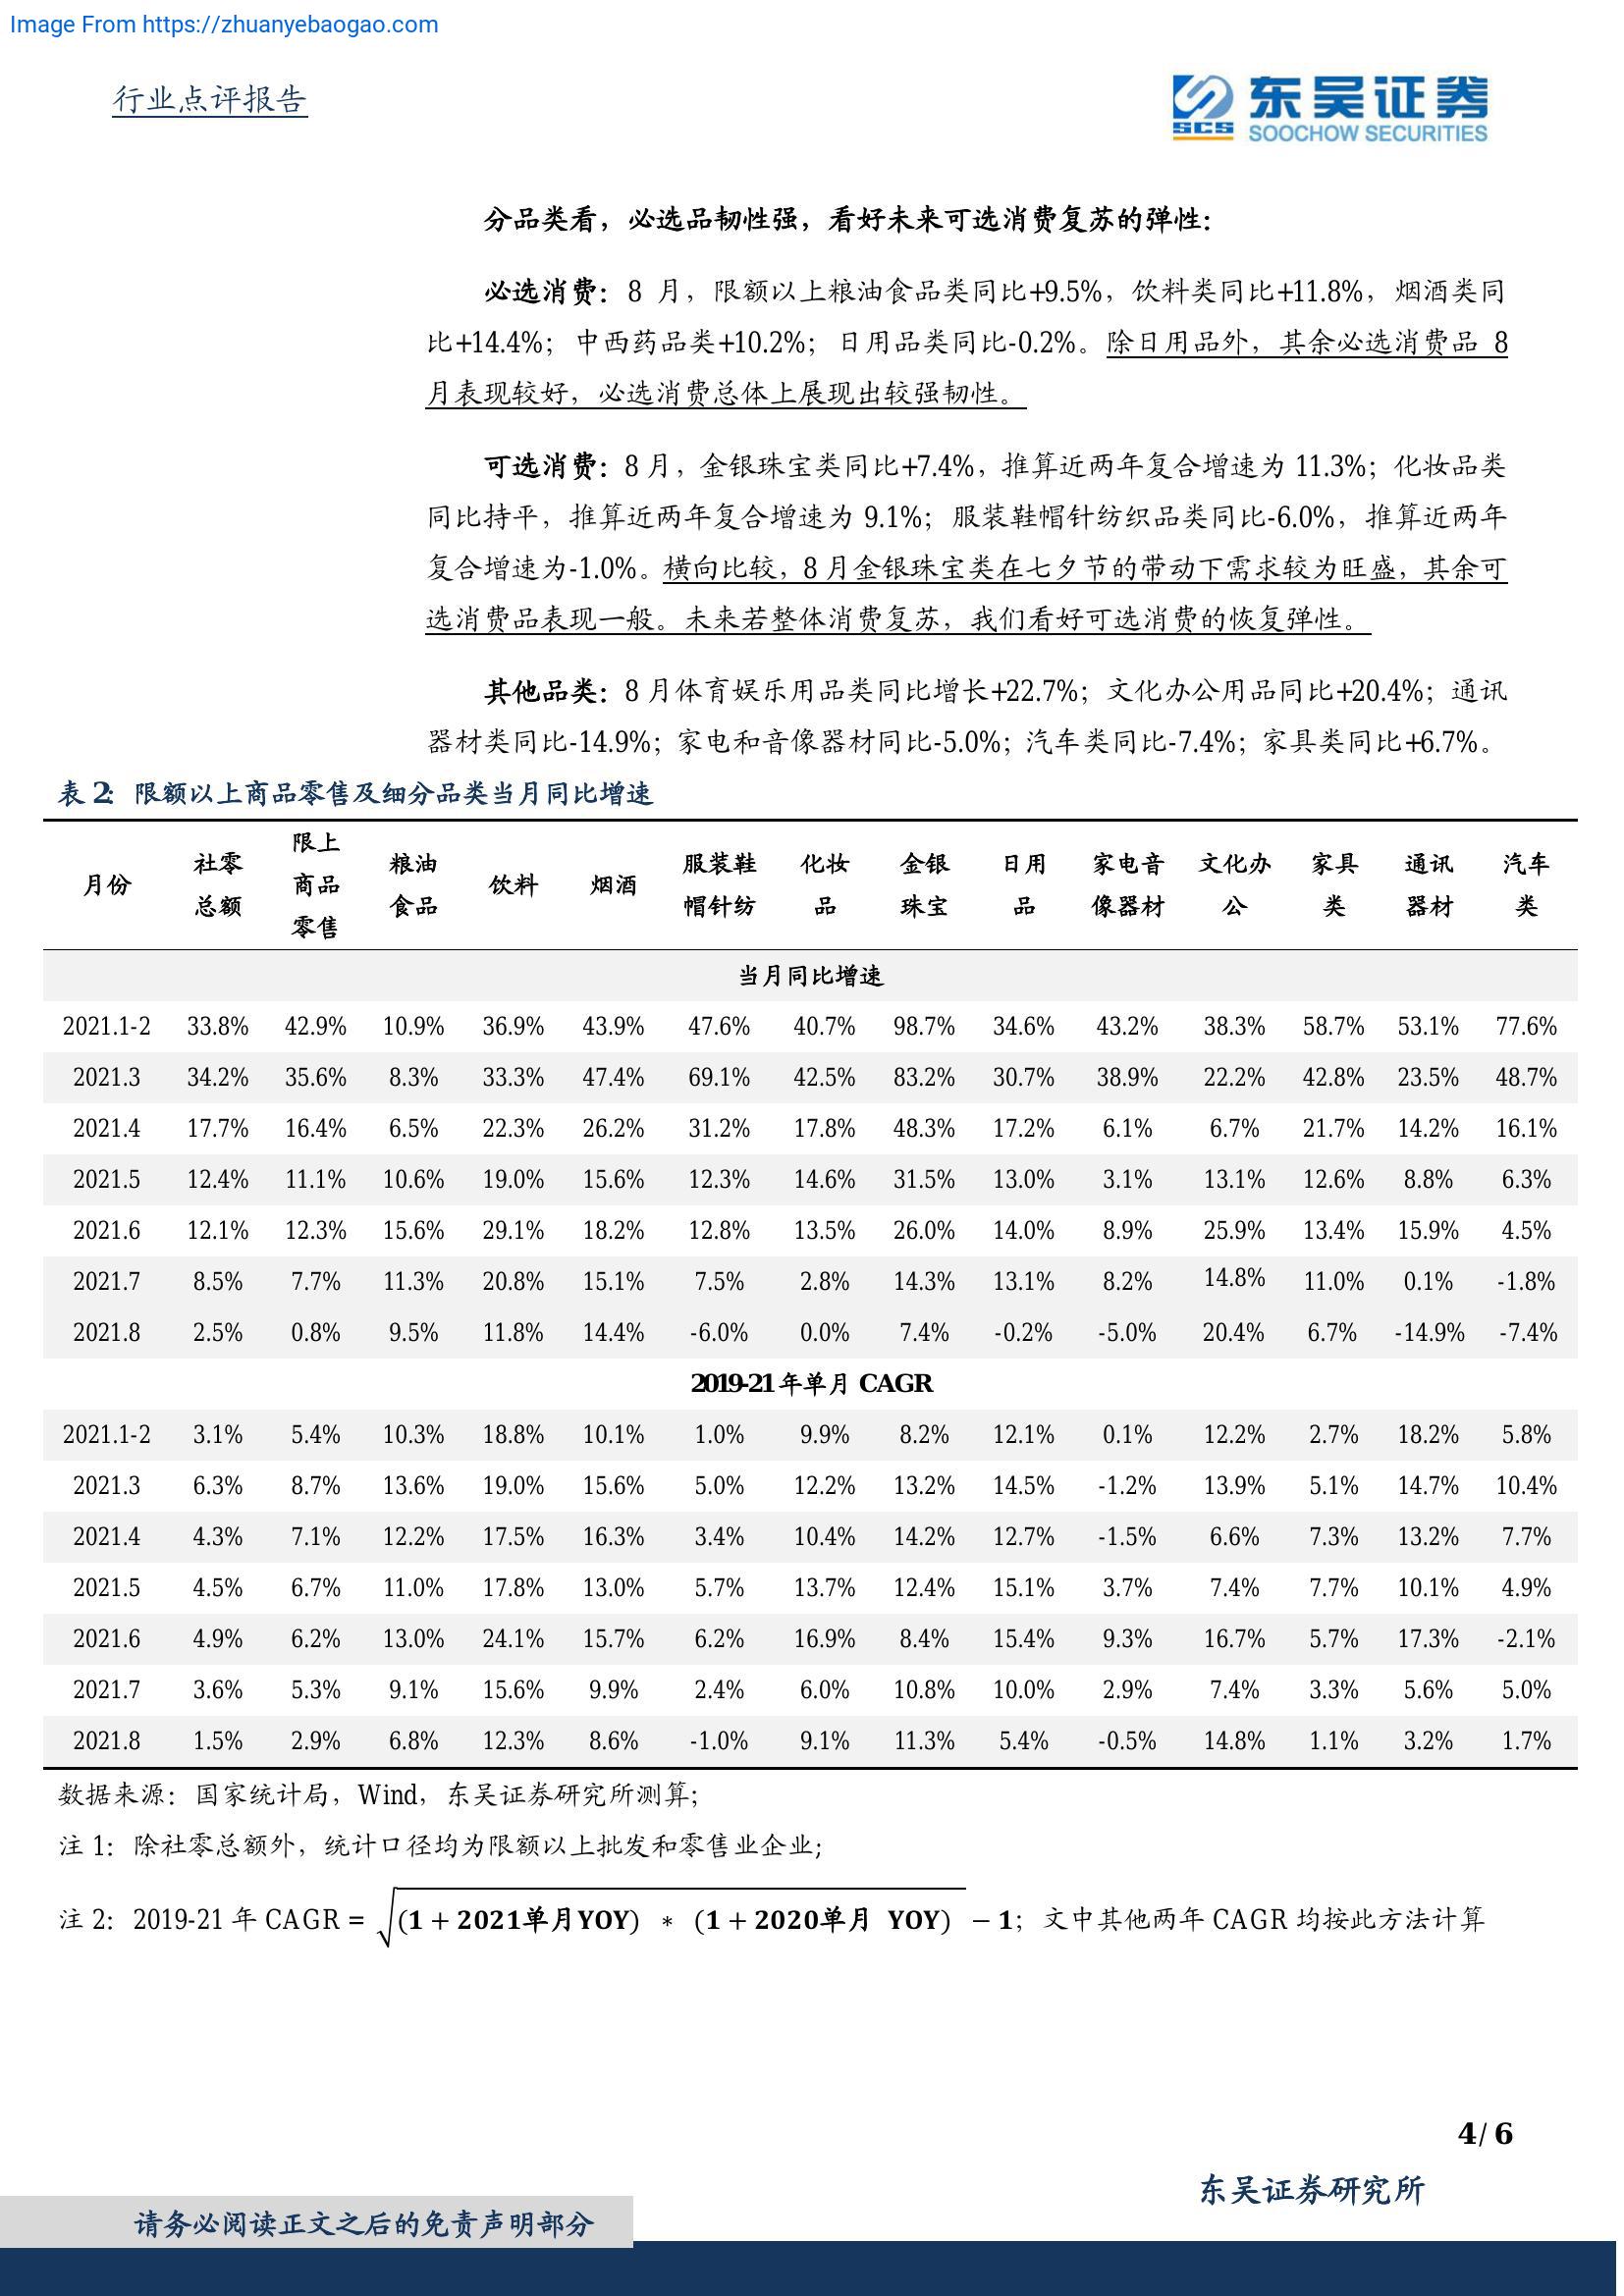 Image From https://zhuanyebaogao.com
行业点评报告
SCS
东吴证券
SOOCHOW SECURITIES
分品类看，必选品韧性强，看好未来可选消费复苏的弹性：
必选消费：8 月，限额以上粮油食品类同比+9.5%，饮料类同比+11.8%，烟酒类同
比+14.4%；中西药品类+10.2%；日用品类同比-0.2%。除日用品外，其余必选消费品 8
月表现较好，必选消费总体上展现出较强韧性。
可选消费：8 月，金银珠宝类同比+7.4%，推算近两年复合增速为 11.3%；化妆品类
同比持平，推算近两年复合增速为 9.1%；服装鞋帽针纺织品类同比-6.0%，推算近两年
复合增速为-1.0%。横向比较，8 月金银珠宝类在七夕节的带动下需求较为旺盛，其余可
选消费品表现一般。未来若整体消费复苏，我们看好可选消费的恢复弹性。
其他品类：8 月体育娱乐用品类同比增长+22.7%；文化办公用品同比+20.4%；通讯
器材类同比-14.9%；家电和音像器材同比-5.0%；汽车类同比-7.4%；家具类同比+6.7%。
表 2：限额以上商品零售及细分品类当月同比增速
月份 社零总额 限上商品零售 粮油食品 饮料 烟酒 服装鞋帽针纺 化妆品 金银珠宝 日用品 家电音像器材 文化办公 家具类 通讯器材 汽车类
当月同比增速
2021.1-2 33.8% 42.9% 10.9% 36.9% 43.9% 47.6% 40.7% 98.7% 34.6% 43.2% 38.3% 58.7% 53.1% 77.6%
2021.3 34.2% 35.6% 8.3% 33.3% 47.4% 69.1% 42.5% 83.2% 30.7% 38.9% 22.2% 42.8% 23.5% 48.7%
2021.4 17.7% 16.4% 6.5% 22.3% 26.2% 31.2% 17.8% 48.3% 17.2% 6.1% 6.7% 21.7% 14.2% 16.1%
2021.5 12.4% 11.1% 10.6% 19.0% 15.6% 12.3% 14.6% 31.5% 13.0% 3.1% 13.1% 12.6% 8.8% 6.3%
2021.6 12.1% 12.3% 15.6% 29.1% 18.2% 12.8% 13.5% 26.0% 14.0% 8.9% 25.9% 13.4% 15.9% 4.5%
2021.7 8.5% 7.7% 11.3% 20.8% 15.1% 7.5% 2.8% 14.3% 13.1% 8.2% 14.8% 11.0% 0.1% -1.8%
2021.8 2.5% 0.8% 9.5% 11.8% 14.4% -6.0% 0.0% 7.4% -0.2% -5.0% 20.4% 6.7% -14.9% -7.4%
2019-21 年单月 CAGR
2021.1-2 3.1% 5.4% 10.3% 18.8% 10.1% 1.0% 9.9% 8.2% 12.1% 0.1% 12.2% 2.7% 18.2% 5.8%
2021.3 6.3% 8.7% 13.6% 19.0% 15.6% 5.0% 12.2% 13.2% 14.5% -1.2% 13.9% 5.1% 14.7% 10.4%
2021.4 4.3% 7.1% 12.2% 17.5% 16.3% 3.4% 10.4% 14.2% 12.7% -1.5% 6.6% 7.3% 13.2% 7.7%
2021.5 4.5% 6.7% 11.0% 17.8% 13.0% 5.7% 13.7% 12.4% 15.1% 3.7% 7.4% 7.7% 10.1% 4.9%
2021.6 4.9% 6.2% 13.0% 24.1% 15.7% 6.2% 16.9% 8.4% 15.4% 9.3% 16.7% 5.7% 17.3% -2.1%
2021.7 3.6% 5.3% 9.1% 15.6% 9.9% 2.4% 6.0% 10.8% 10.0% 2.9% 7.4% 3.3% 5.6% 5.0%
2021.8 1.5% 2.9% 6.8% 12.3% 8.6% -1.0% 9.1% 11.3% 5.4% -0.5% 14.8% 1.1% 3.2% 1.7%
数据来源：国家统计局，Wind，东吴证券研究所测算；
注 1：除社零总额外，统计口径均为限额以上批发和零售业企业；
注 2：2019-21 年 CAGR = √(1 + 2021单月YOY) * (1 + 2020单月 YOY) − 1；文中其他两年 CAGR 均按此方法计算
4/ 6
东吴证券研究所
请务必阅读正文之后的免责声明部分